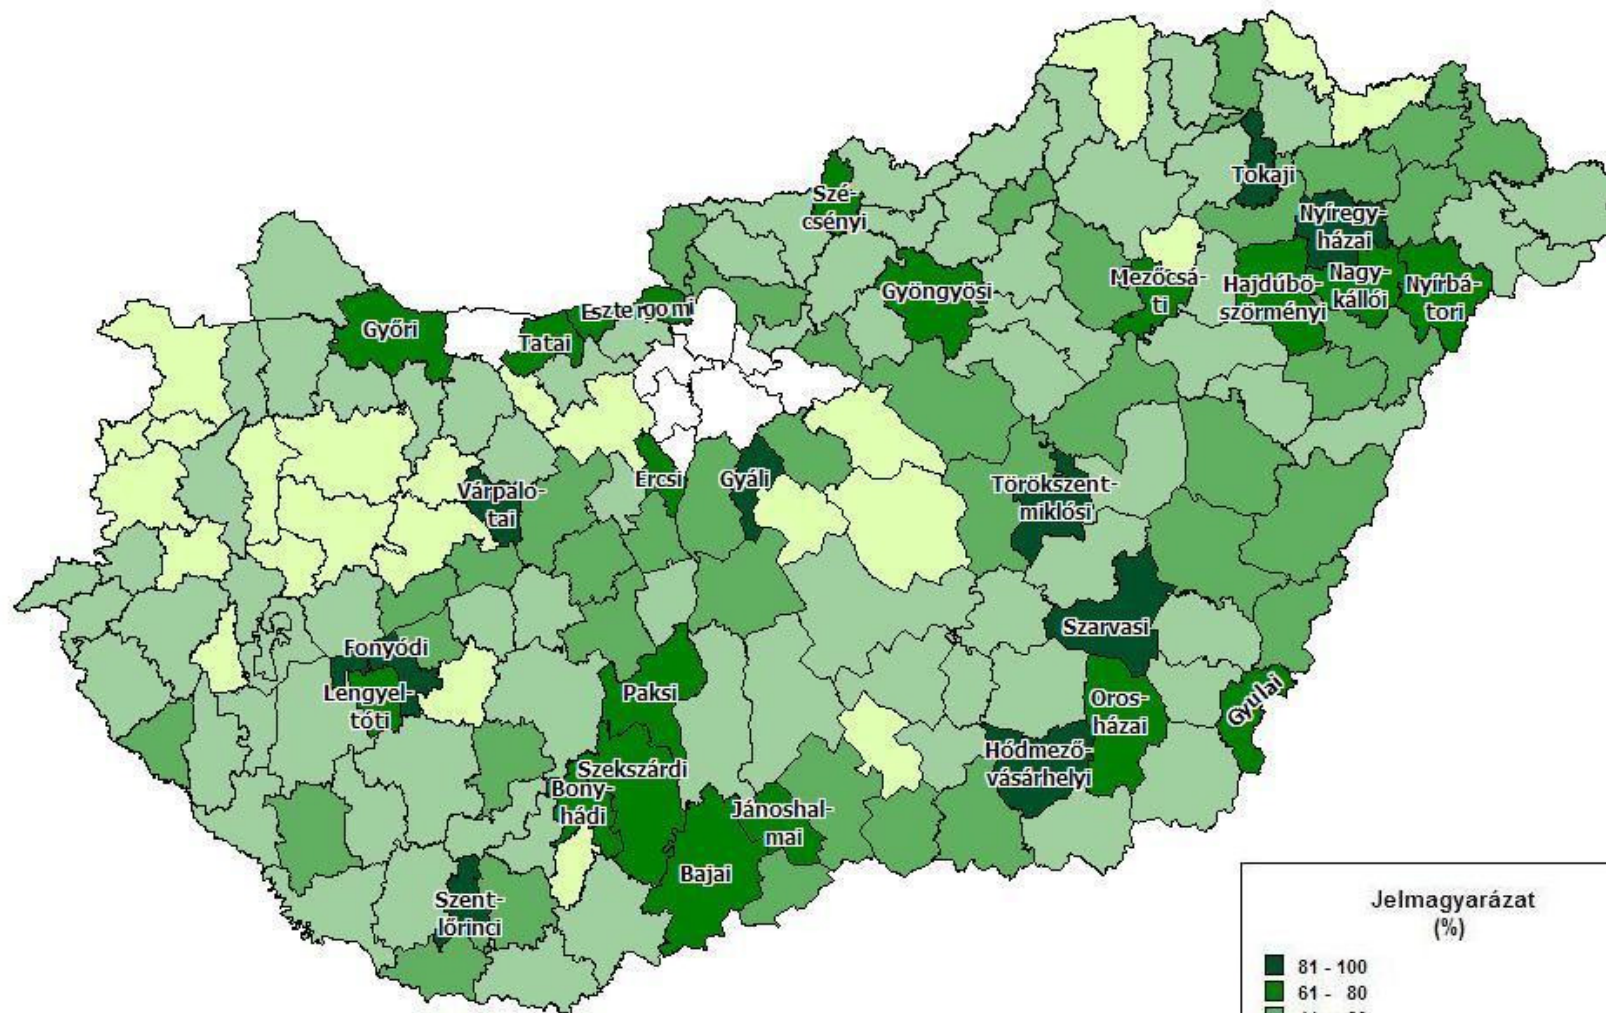 Tokaji
Szé-
csényi
Nyíregy-
házai
Gyöngyösi
Mezőcsá-
ti
Hajdúbö-
szörményi
Nagy-
kállói
Nyírbá-
tori
Esztergomi
Győri
Tatai
Ercsi
Gyáli
Várpalo-
tai
Törökszent-
miklósi
Szarvasi
Fonyódi
Lengyel-
tóti
Paksi
Oros-
házai
Gyulai
Hódmező-
vásárhelyi
Szekszárdi
Bony-
hádi
Jánoshal-
mai
Bajai
Szent-
lőrinci
Jelmagyarázat
(%)
81 - 100
61 - 80